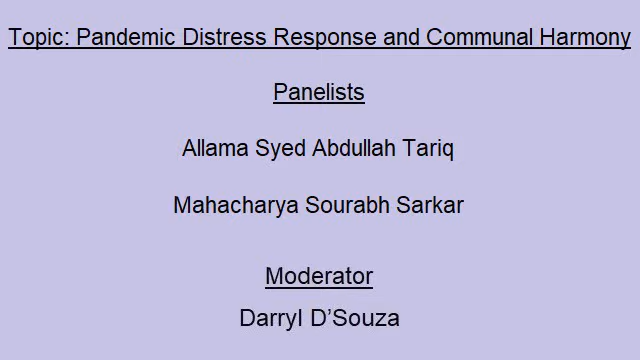 Topic: Pandemic Distress Response and Communal Harmony
Panelists
Allama Syed Abdullah Tariq
Mahacharya Sourabh Sarkar
Moderator
Darryl D’Souza